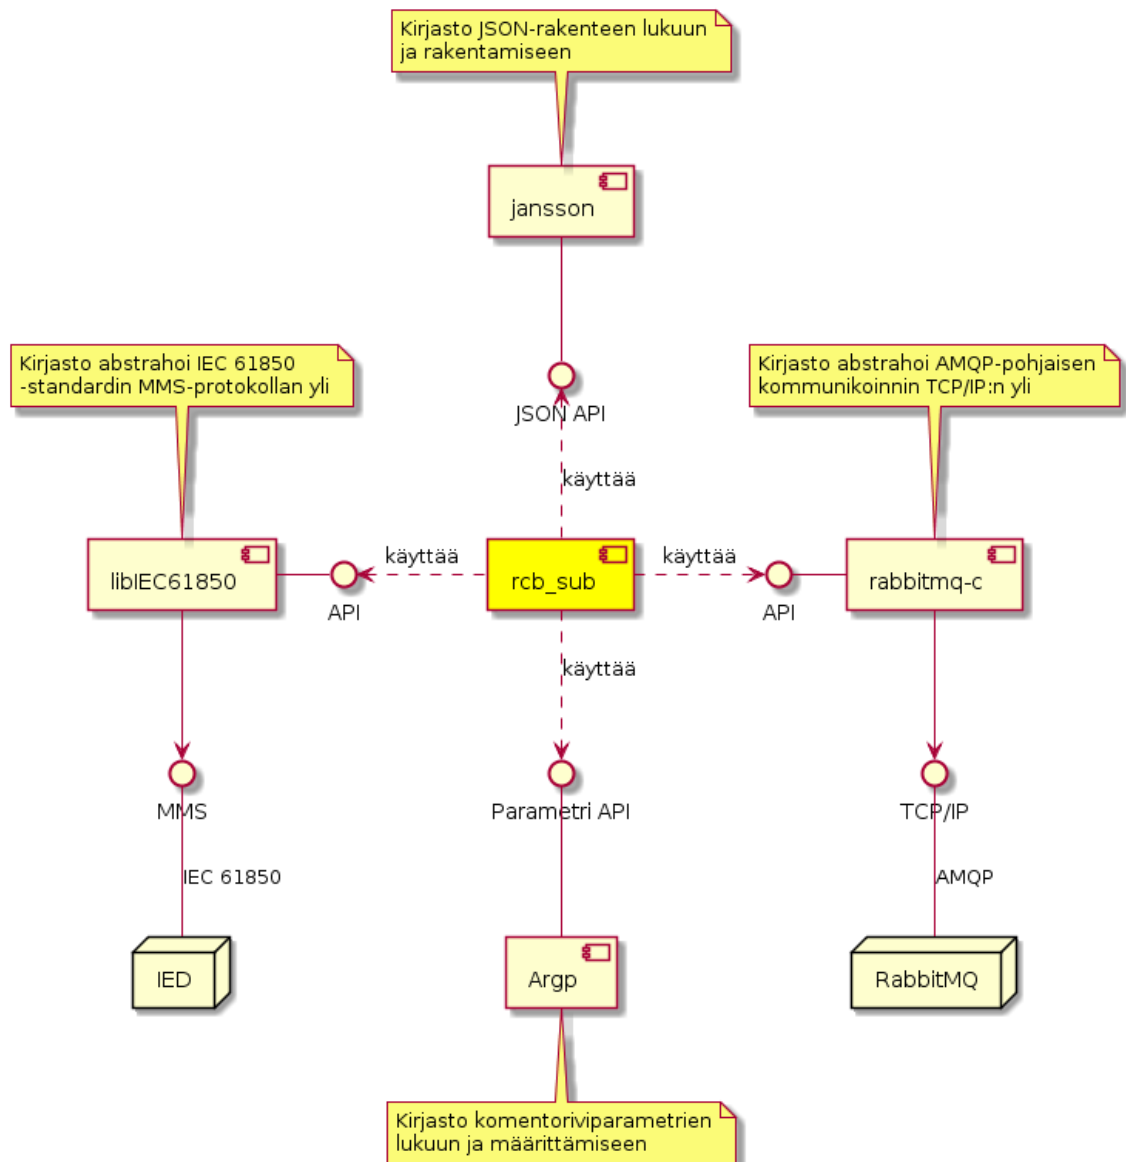 Kirjasto JSON-rakenteen lukuun
ja rakentamiseen
jansson
JSON API
käyttää
Kirjasto abstrahoi IEC 61850
-standardin MMS-protokollan yli
Kirjasto abstrahoi AMQP-pohjaisen
kommunikoinnin TCP/IP:n yli
libIEC61850
API
käyttää
rcb_sub
käyttää
API
rabbitmq-c
käyttää
MMS
Parametri API
TCP/IP
IEC 61850
AMQP
IED
Argp
RabbitMQ
Kirjasto komentoriviparametrien
lukuun ja määrittämiseen